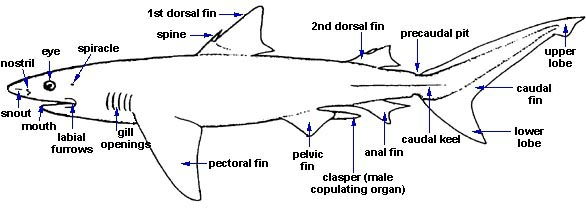 1st dorsal fin
spine
2nd dorsal fin
precaudal pit
eye
spiracle
nostril
upper
lobe
caudal
fin
snout
mouth
labial
furrows
gill
openings
pectoral fin
pelvic
fin
clasper (male
copulating organ)
anal fin
caudal keel
lower
lobe